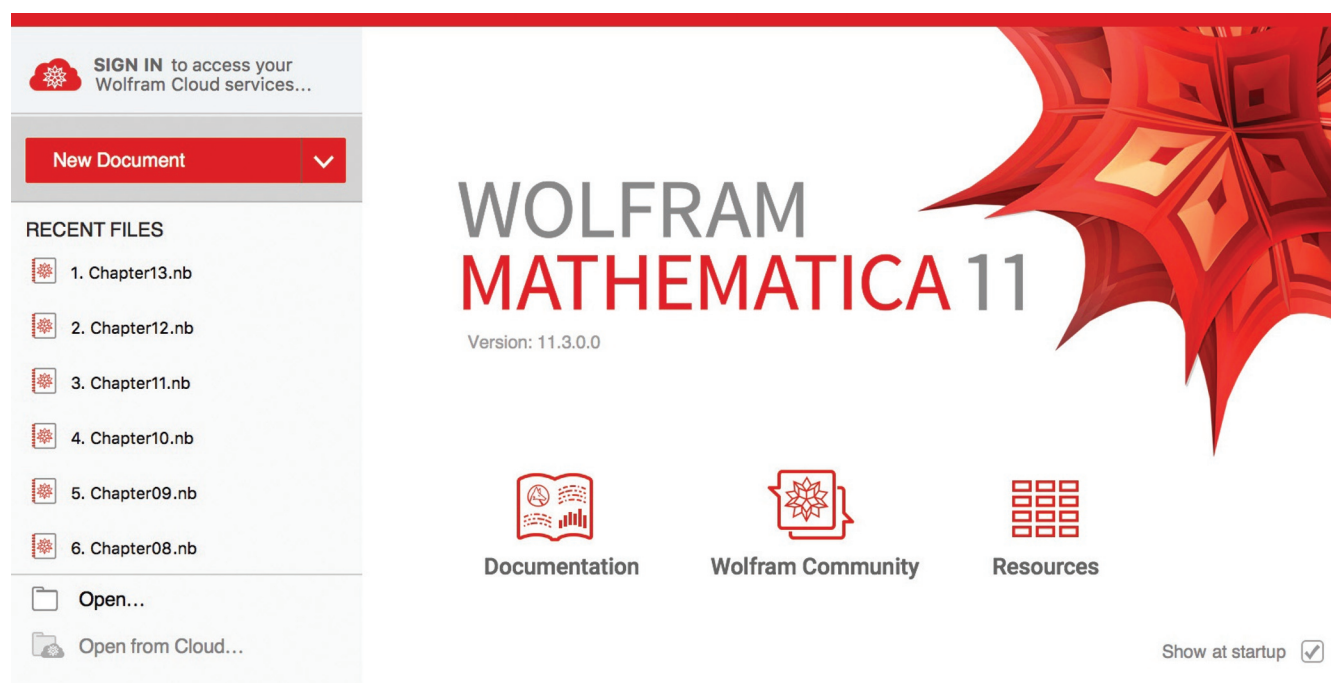 SIGN IN to access your
Wolfram Cloud services...
New Document
RECENT FILES
1. Chapter13.nb
2. Chapter12.nb
3. Chapter11.nb
4. Chapter10.nb
5. Chapter09.nb
6. Chapter08.nb
Open...
Open from Cloud...
WOLFRAM
MATHEMATICA 11
Version: 11.3.0.0
Documentation
Wolfram Community
Resources
Show at startup